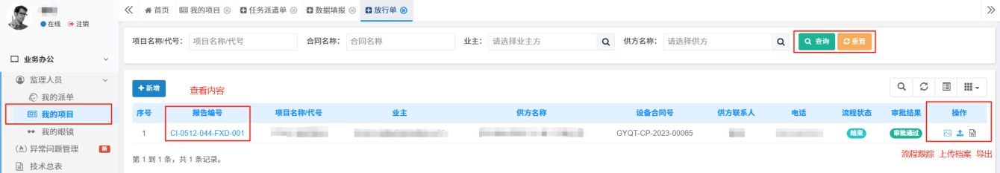 首页 我的项目 任务派遣单 数据填报 放行单
在线 注销
项目名称/代号: 项目名称/代号 合同名称: 合同名称 业主: 请选择业主方 供方名称: 请选择供方 查询 重置
业务办公
监理人员
我的派单
我的项目
我的眼镜
异常问题管理
技术总表
新增 查看内容
序号 报告编号 项目名称/代号 业主 供方名称 设备合同号 供方联系人 电话 流程状态 审批结果 操作
1 CI-0512-044-FXD-001 GYQT-CP-2023-00065 结束 审批通过
流程跟踪 上传档案 导出
第 1 到 1 条，共 1 条记录。